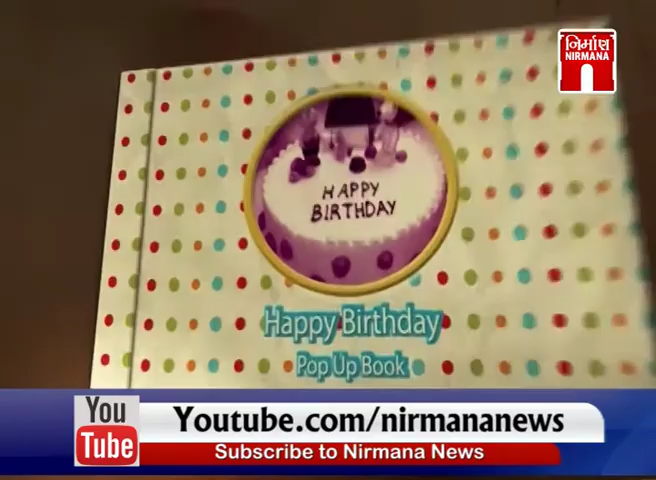 નિર્માણ
NIRMANA
HAPPY
BIRTHDAY
Happy Birthday
Pop Up Book
You
Tube
Youtube.com/nirmananews
Subscribe to Nirmana News